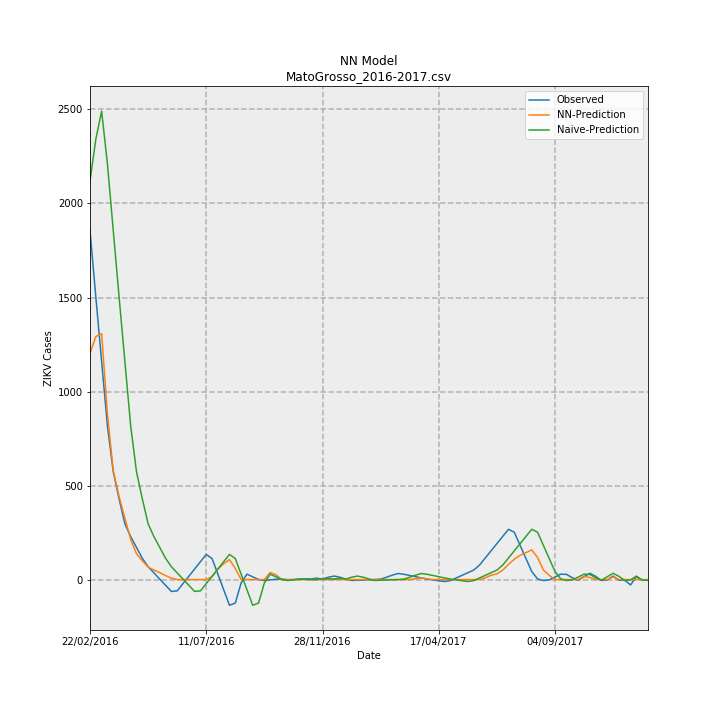 NN Model
MatoGrosso_2016-2017.csv
Observed
NN-Prediction
Naive-Prediction
2500
2000
1500
1000
500
0
ZIKV Cases
22/02/2016
11/07/2016
28/11/2016
17/04/2017
04/09/2017
Date